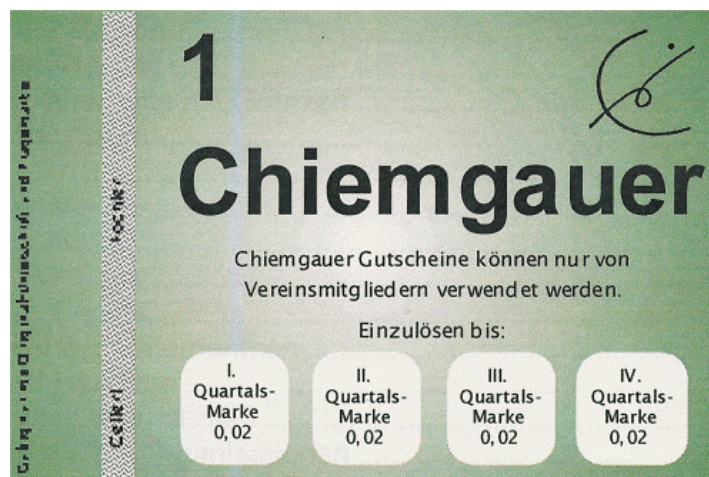 1
Chiemgauer
Chiemgauer Gutscheine können nur von
Vereinsmitgliedern verwendet werden.
Einzulösen bis:
I.
Quartals-
Marke
0,02
II.
Quartals-
Marke
0,02
III.
Quartals-
Marke
0,02
IV.
Quartals-
Marke
0,02